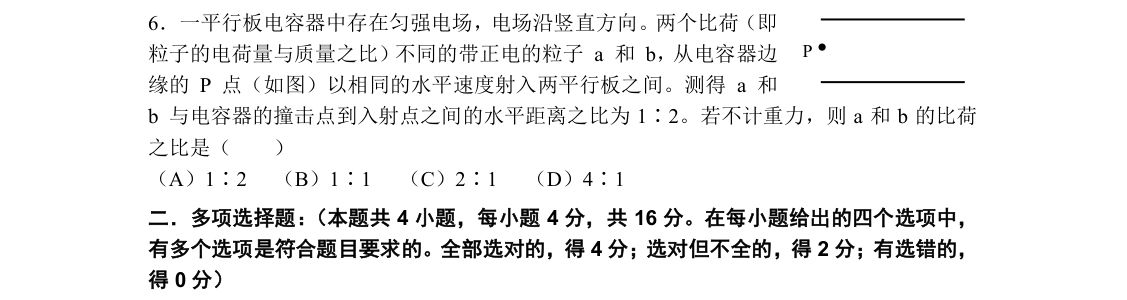 6．一平行板电容器中存在匀强电场，电场沿竖直方向。两个比荷（即
粒子的电荷量与质量之比）不同的带正电的粒子 a 和 b，从电容器边
P
缘的 P 点（如图）以相同的水平速度射入两平行板之间。测得 a 和
b 与电容器的撞击点到入射点之间的水平距离之比为 1∶2。若不计重力，则 a 和 b 的比荷
之比是（　　）
（A）1∶2　（B）1∶1　（C）2∶1　（D）4∶1
二．多项选择题：（本题共 4 小题，每小题 4 分，共 16 分。在每小题给出的四个选项中，
有多个选项是符合题目要求的。全部选对的，得 4 分；选对但不全的，得 2 分；有选错的，
得 0 分）